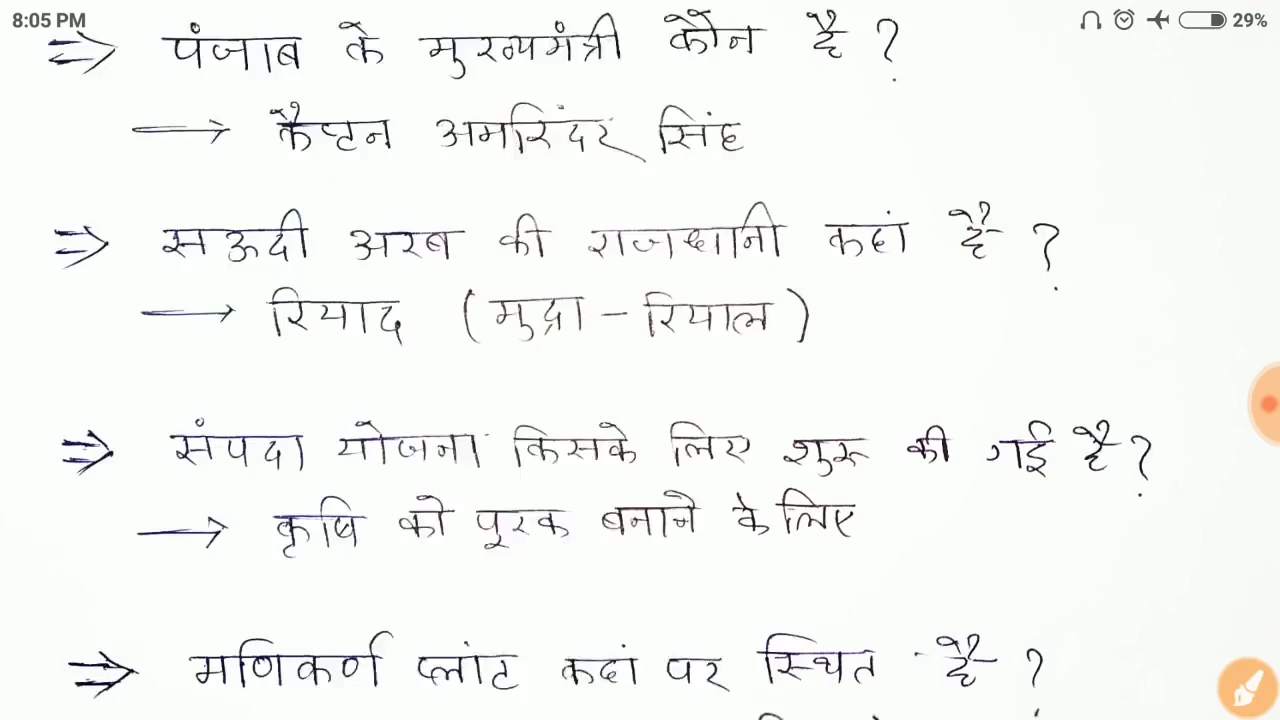 8:05 PM
29%
⇒ पंजाब के मुख्यमंत्री कौन है ?
→ कैप्टन अमरिंदर सिंह
⇒ सऊदी अरब की राजधानी कहां है ?
→ रियाद (मुद्रा - रियाल)
⇒ संपदा योजना किसके लिए शुरू की गई है ?
→ कृषि को पूरक बनाने के लिए
⇒ मणिकर्ण प्लांट कहां पर स्थित है ?